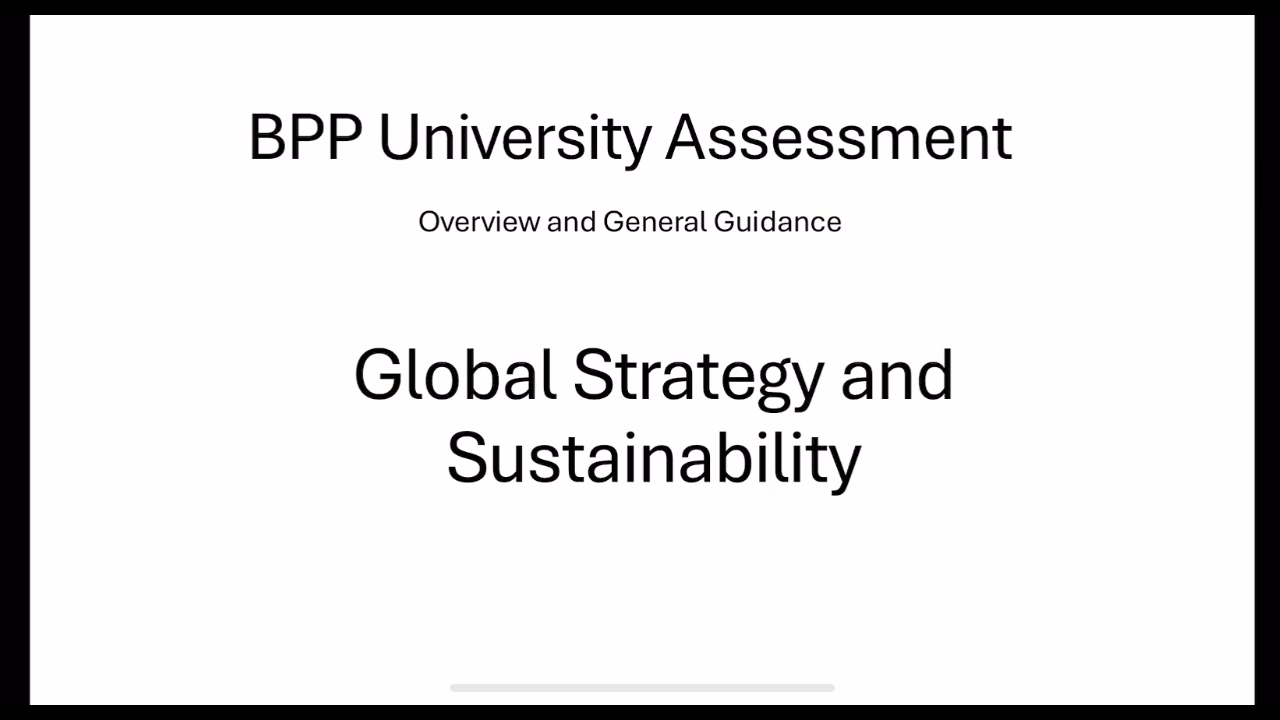 BPP University Assessment
Overview and General Guidance
Global Strategy and
Sustainability